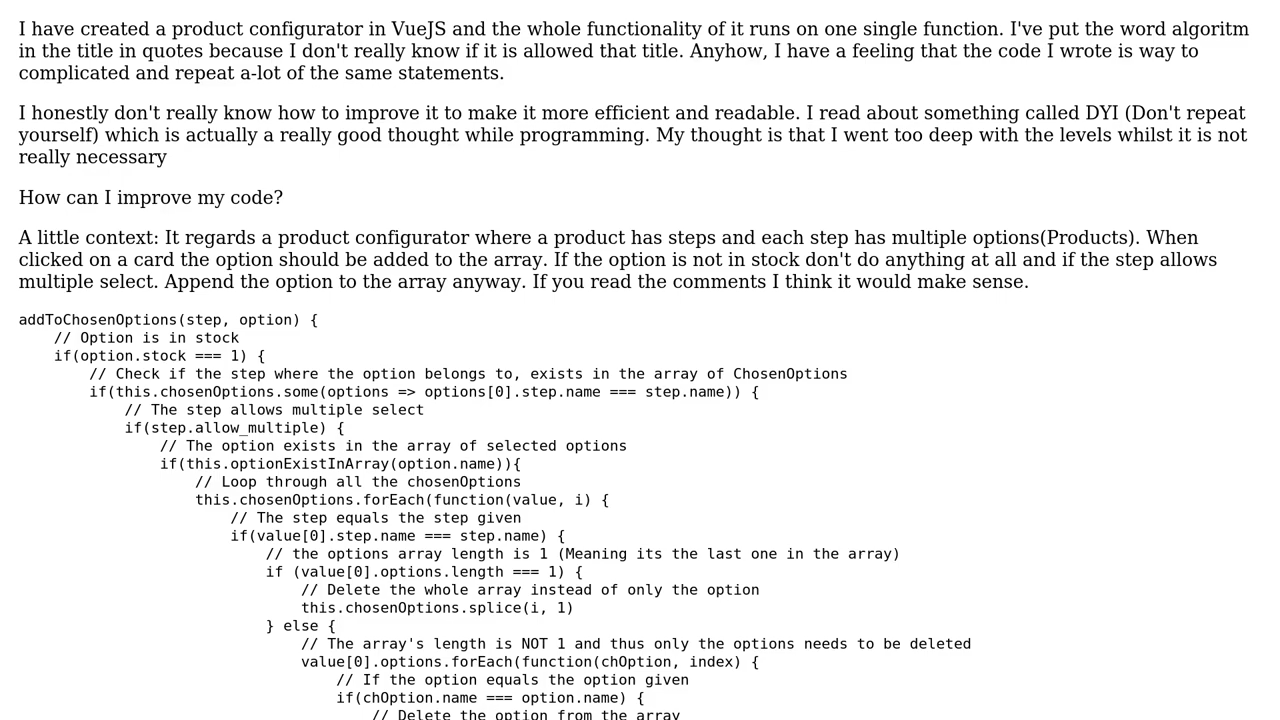 I have created a product configurator in VueJS and the whole functionality of it runs on one single function. I've put the word algoritm
in the title in quotes because I don't really know if it is allowed that title. Anyhow, I have a feeling that the code I wrote is way to
complicated and repeat a-lot of the same statements.
I honestly don't really know how to improve it to make it more efficient and readable. I read about something called DYI (Don't repeat
yourself) which is actually a really good thought while programming. My thought is that I went too deep with the levels whilst it is not
really necessary
How can I improve my code?
A little context: It regards a product configurator where a product has steps and each step has multiple options(Products). When
clicked on a card the option should be added to the array. If the option is not in stock don't do anything at all and if the step allows
multiple select. Append the option to the array anyway. If you read the comments I think it would make sense.
addToChosenOptions(step, option) {
    // Option is in stock
    if(option.stock === 1) {
        // Check if the step where the option belongs to, exists in the array of ChosenOptions
        if(this.chosenOptions.some(options => options[0].step.name === step.name)) {
            // The step allows multiple select
            if(step.allow_multiple) {
                // The option exists in the array of selected options
                if(this.optionExistInArray(option.name)){
                    // Loop through all the chosenOptions
                    this.chosenOptions.forEach(function(value, i) {
                        // The step equals the step given
                        if(value[0].step.name === step.name) {
                            // the options array length is 1 (Meaning its the last one in the array)
                            if (value[0].options.length === 1) {
                                // Delete the whole array instead of only the option
                                this.chosenOptions.splice(i, 1)
                            } else {
                                // The array's length is NOT 1 and thus only the options needs to be deleted
                                value[0].options.forEach(function(chOption, index) {
                                    // If the option equals the option given
                                    if(chOption.name === option.name) {
                                        // Delete the option from the array